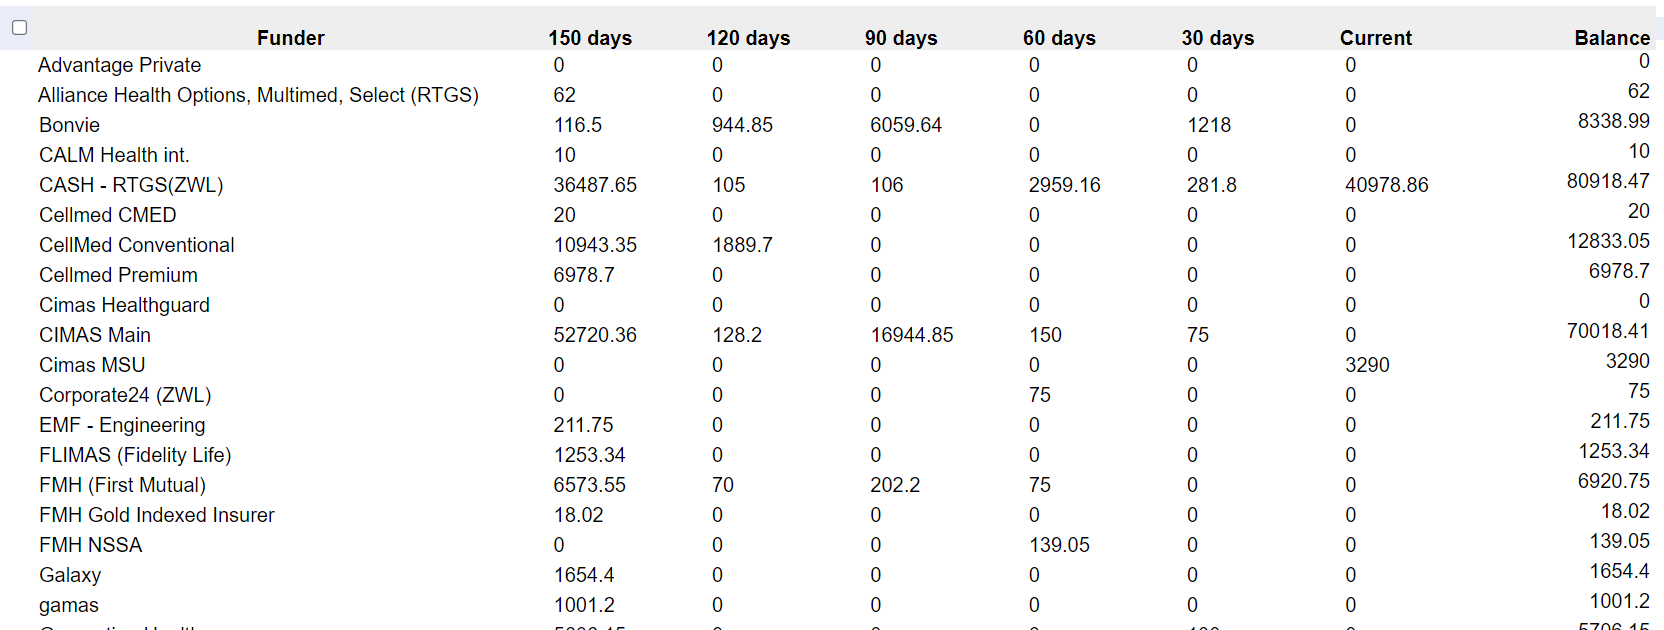 Funder 150 days 120 days 90 days 60 days 30 days Current Balance
Advantage Private 0 0 0 0 0 0 0
Alliance Health Options, Multimed, Select (RTGS) 62 0 0 0 0 0 62
Bonvie 116.5 944.85 6059.64 0 1218 0 8338.99
CALM Health int. 10 0 0 0 0 0 10
CASH - RTGS(ZWL) 36487.65 105 106 2959.16 281.8 40978.86 80918.47
Cellmed CMED 20 0 0 0 0 0 20
CellMed Conventional 10943.35 1889.7 0 0 0 0 12833.05
Cellmed Premium 6978.7 0 0 0 0 0 6978.7
Cimas Healthguard 0 0 0 0 0 0 0
CIMAS Main 52720.36 128.2 16944.85 150 75 0 70018.41
Cimas MSU 0 0 0 0 0 3290 3290
Corporate24 (ZWL) 0 0 0 75 0 0 75
EMF - Engineering 211.75 0 0 0 0 0 211.75
FLIMAS (Fidelity Life) 1253.34 0 0 0 0 0 1253.34
FMH (First Mutual) 6573.55 70 202.2 75 0 0 6920.75
FMH Gold Indexed Insurer 18.02 0 0 0 0 0 18.02
FMH NSSA 0 0 0 139.05 0 0 139.05
Galaxy 1654.4 0 0 0 0 0 1654.4
gamas 1001.2 0 0 0 0 0 1001.2